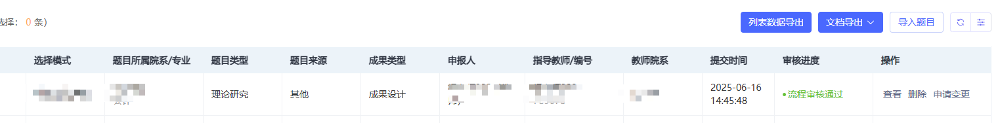 选择： 0 条)
列表数据导出 文档导出 导入题目
选择模式 题目所属院系/专业 题目类型 题目来源 成果类型 申报人 指导教师/编号 教师院系 提交时间 审核进度 操作
理论研究 其他 成果设计 2025-06-16 流程审核通过 查看 删除 申请变更
14:45:48